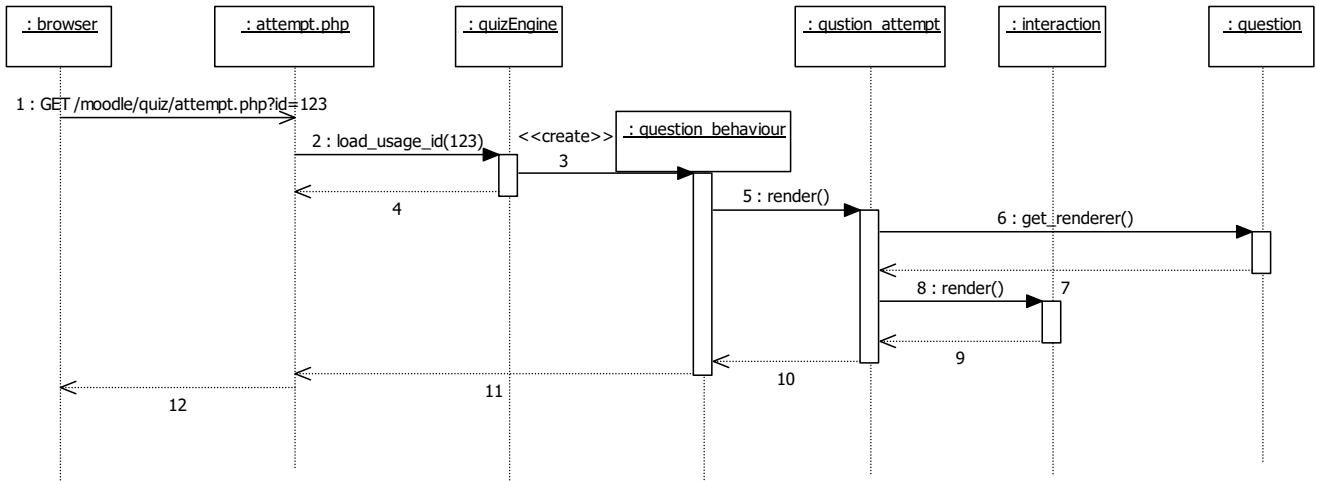 : browser
: attempt.php
: quizEngine
: qustion_attempt
: interaction
: question
1 : GET /moodle/quiz/attempt.php?id=123
: question_behaviour
<<create>>
2 : load_usage_id(123)
3
4
5 : render()
6 : get_renderer()
7
8 : render()
9
10
11
12